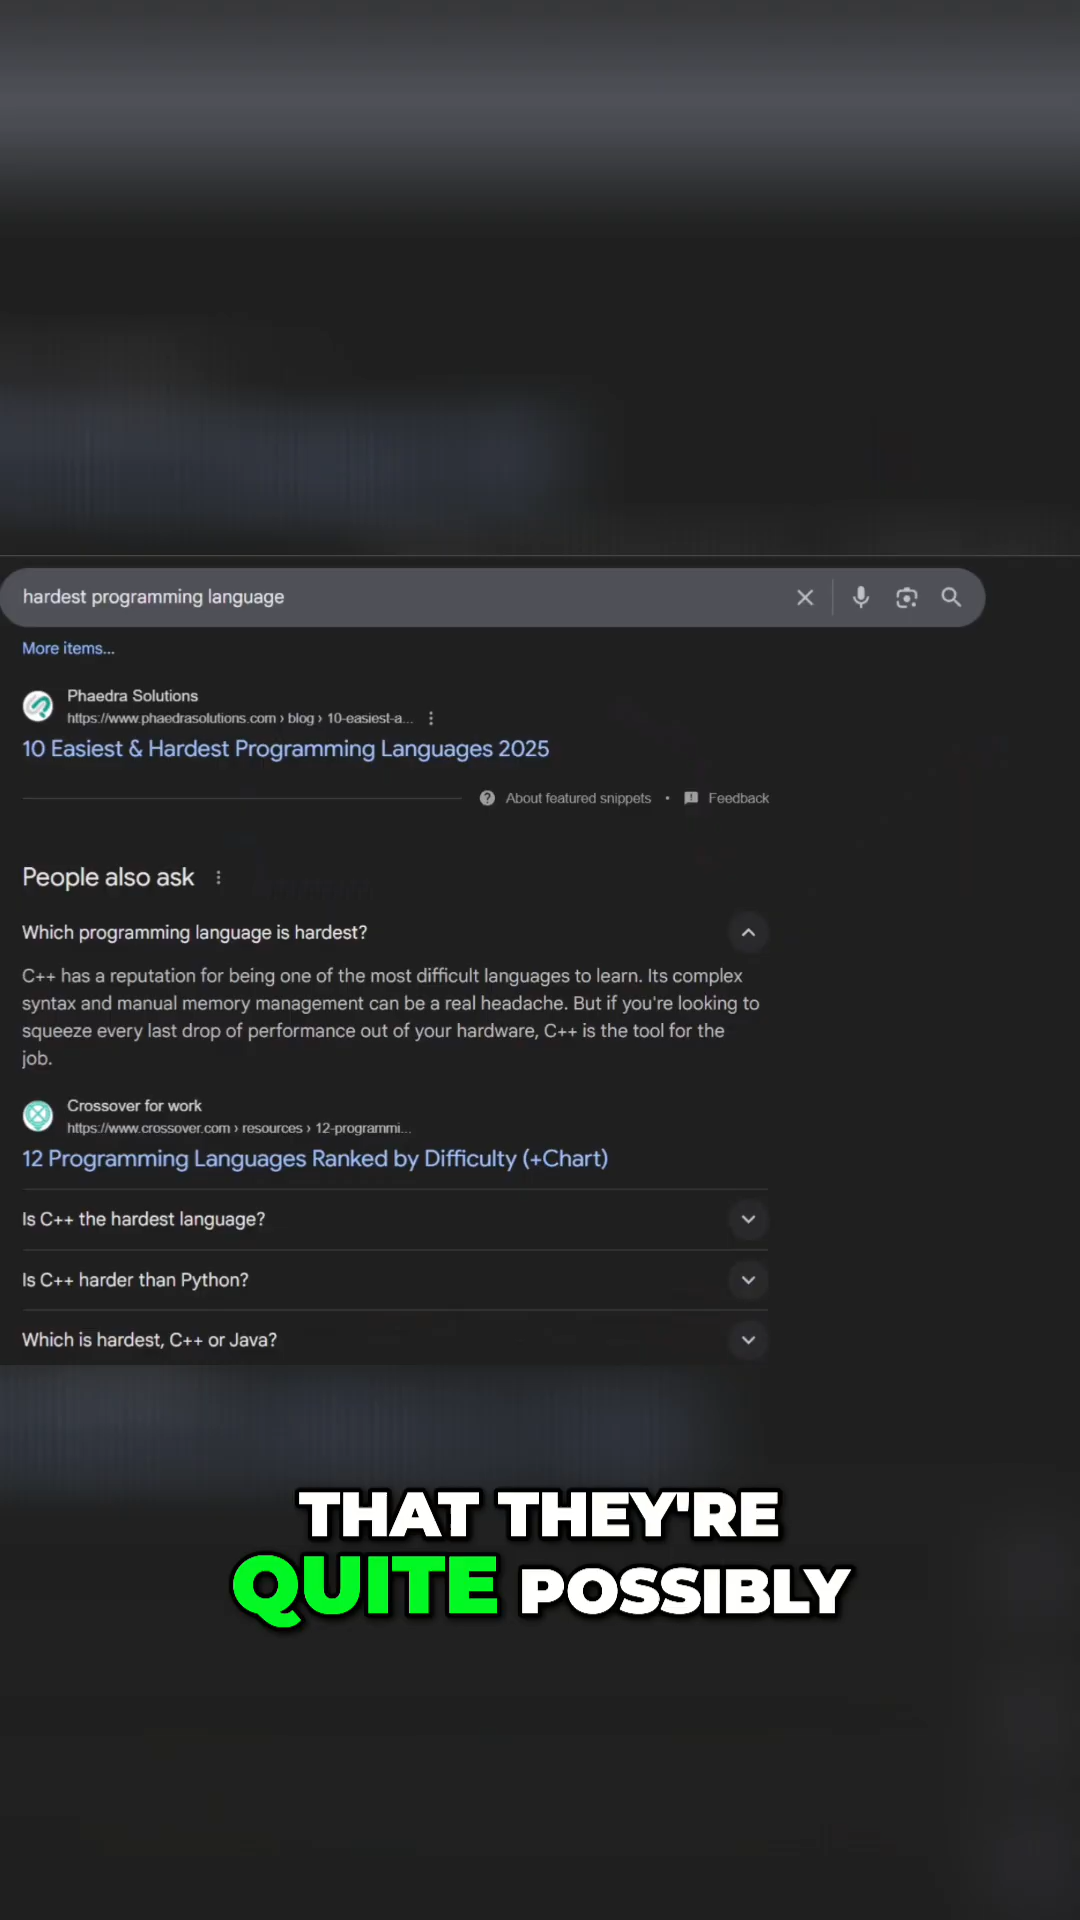 hardest programming language
More items...
Phaedra Solutions
https://www.phaedrasolutions.com › blog › 10-easiest-a...
10 Easiest & Hardest Programming Languages 2025
About featured snippets • Feedback
People also ask
Which programming language is hardest?
C++ has a reputation for being one of the most difficult languages to learn. Its complex
syntax and manual memory management can be a real headache. But if you're looking to
squeeze every last drop of performance out of your hardware, C++ is the tool for the
job.
Crossover for work
https://www.crossover.com › resources › 12-programmi...
12 Programming Languages Ranked by Difficulty (+Chart)
Is C++ the hardest language?
Is C++ harder than Python?
Which is hardest, C++ or Java?
THAT THEY'RE
QUITE POSSIBLY